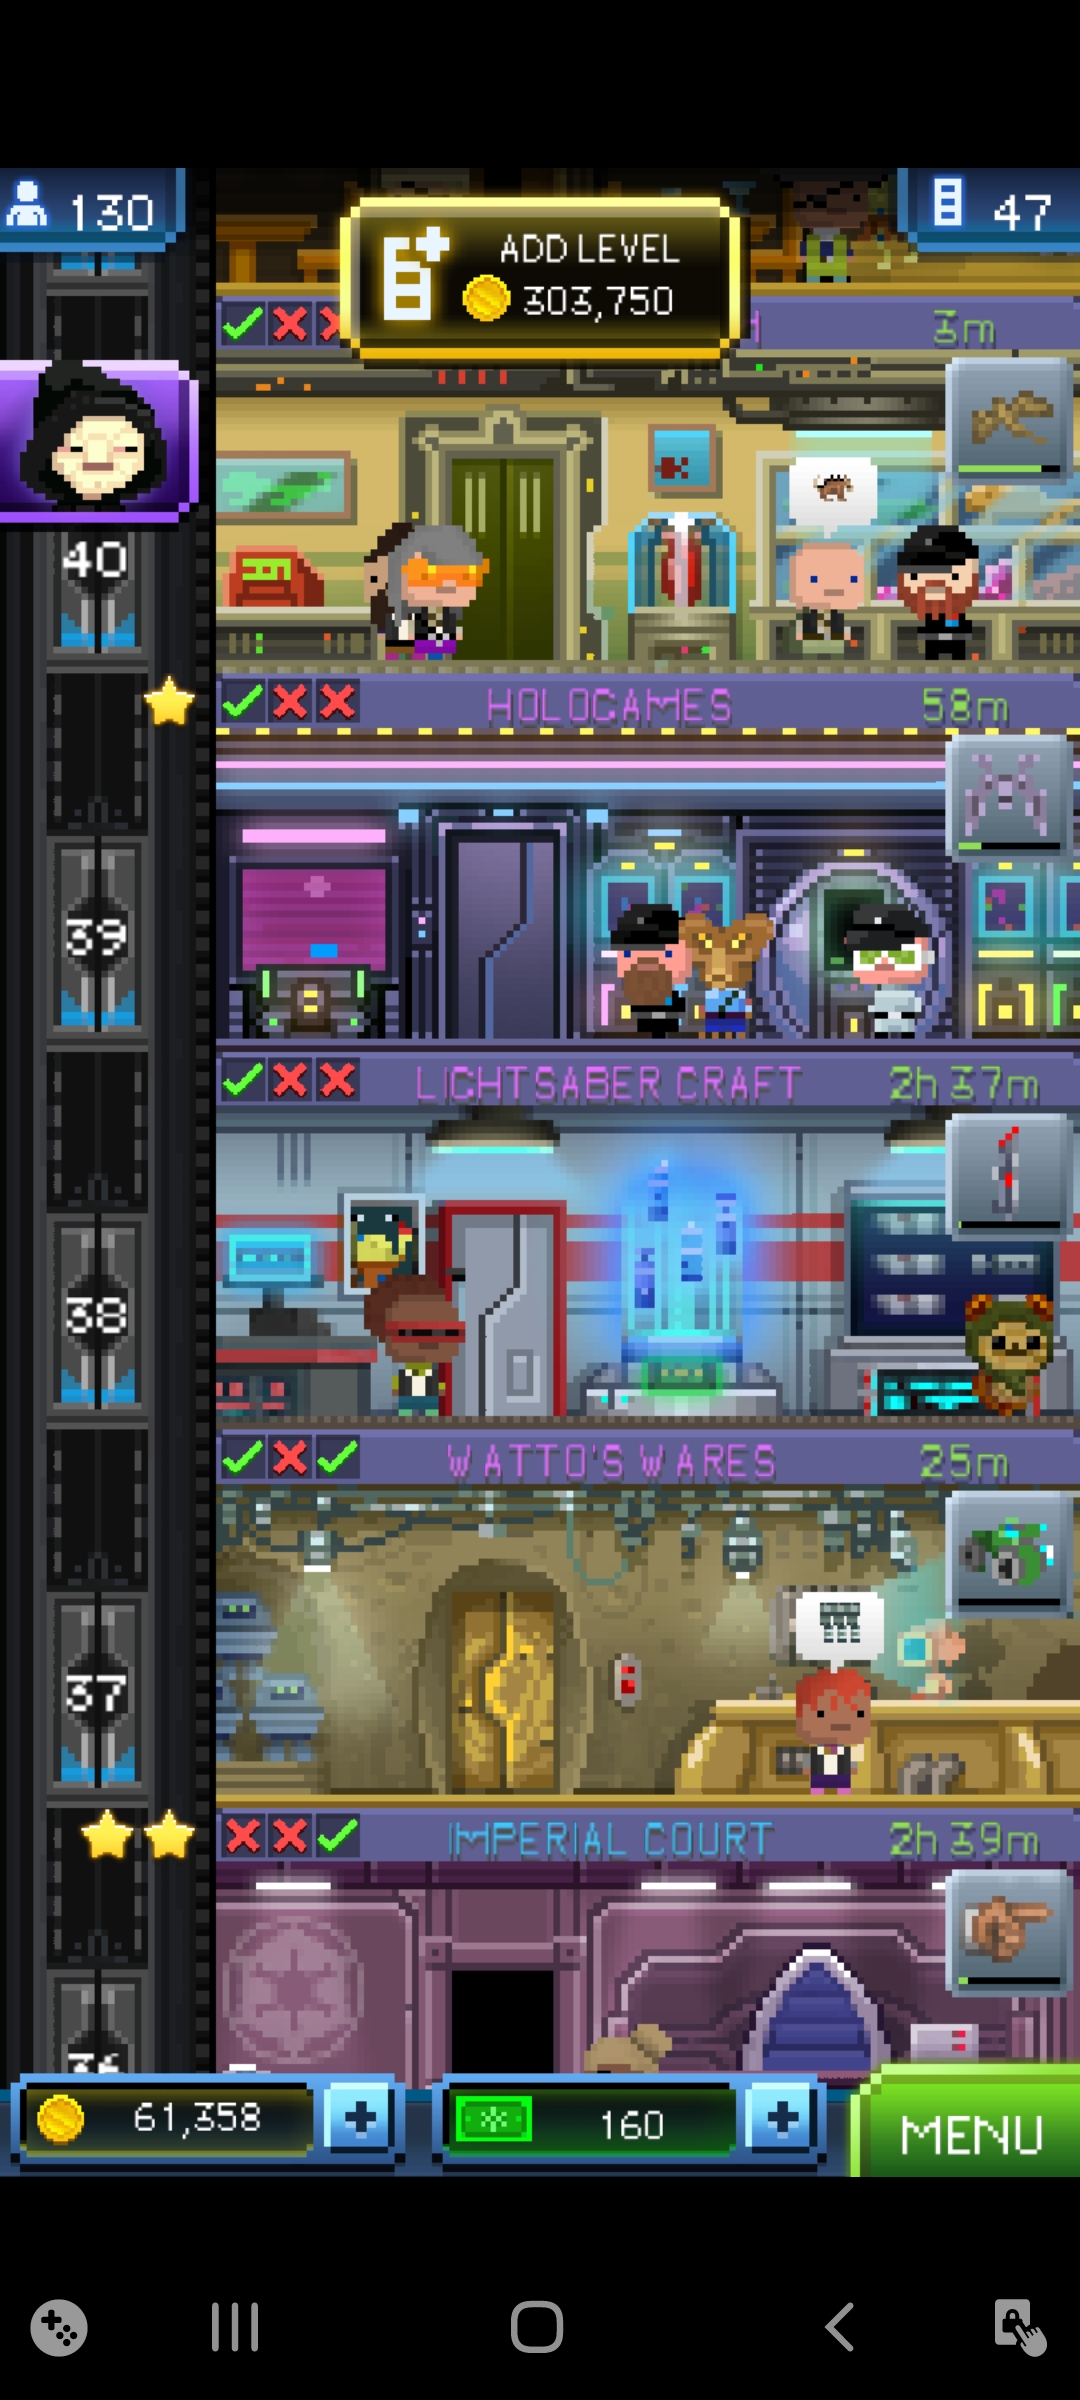 130
47
ADD LEVEL
303,750
3m
40
HOLOGAMES
58m
39
LIGHTSABER CRAFT
2h 37m
38
WATTO'S WARES
25m
37
IMPERIAL COURT
2h 39m
36
61,358
160
MENU